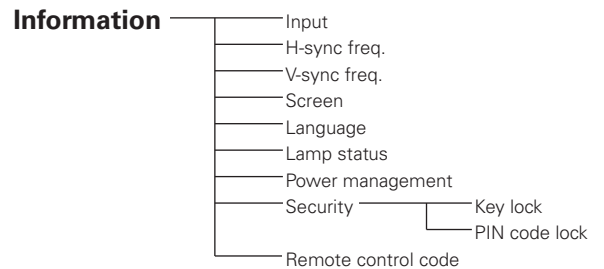 Information
Input
H-sync freq.
V-sync freq.
Screen
Language
Lamp status
Power management
Security
Key lock
PIN code lock
Remote control code